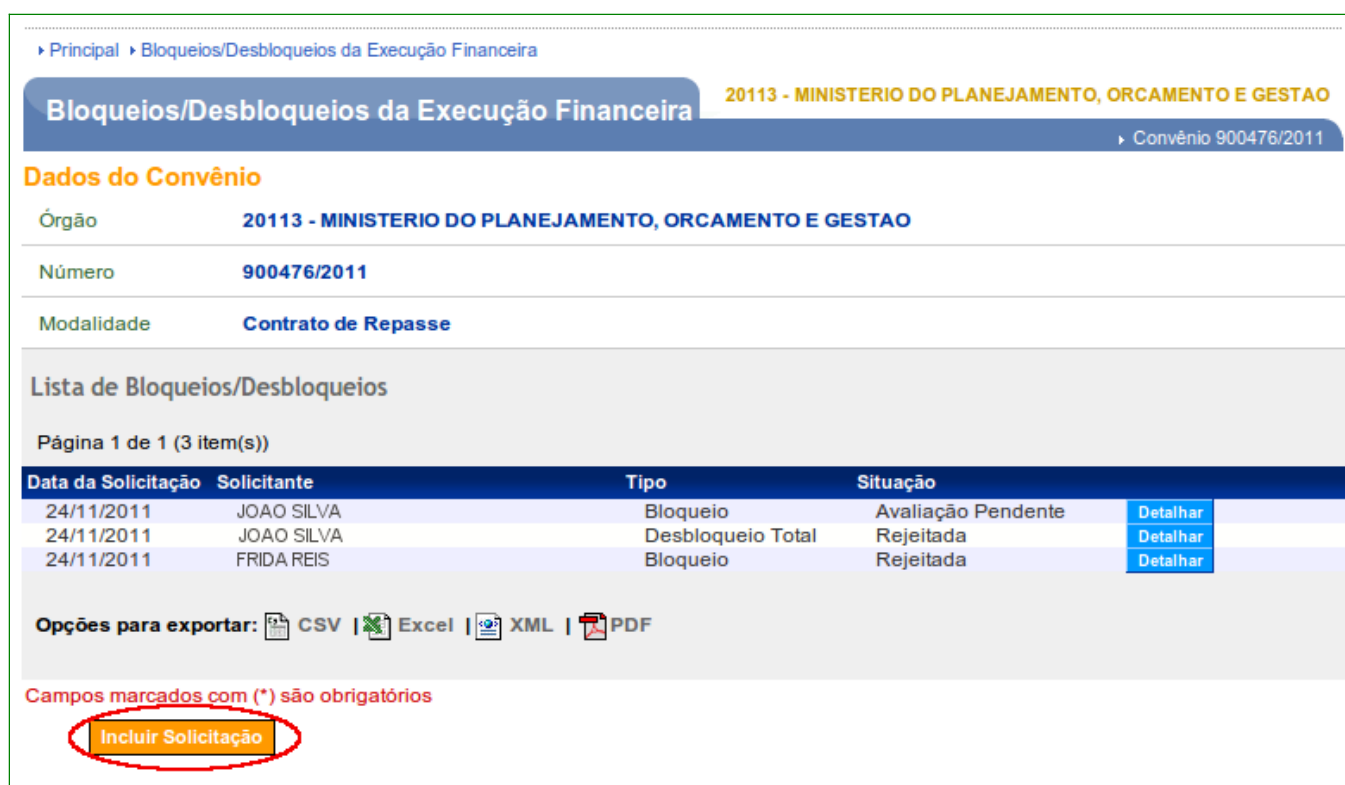 Principal Bloqueios/Desbloqueios da Execução Financeira
Bloqueios/Desbloqueios da Execução Financeira
20113 - MINISTERIO DO PLANEJAMENTO, ORCAMENTO E GESTAO
Convênio 900476/2011
Dados do Convênio
Órgão 20113 - MINISTERIO DO PLANEJAMENTO, ORCAMENTO E GESTAO
Número 900476/2011
Modalidade Contrato de Repasse
Lista de Bloqueios/Desbloqueios
Página 1 de 1 (3 item(s))
Data da Solicitação Solicitante Tipo Situação
24/11/2011 JOAO SILVA Bloqueio Avaliação Pendente Detalhar
24/11/2011 JOAO SILVA Desbloqueio Total Rejeitada Detalhar
24/11/2011 FRIDA REIS Bloqueio Rejeitada Detalhar
Opções para exportar: CSV | Excel | XML | PDF
Campos marcados com (*) são obrigatórios
Incluir Solicitação